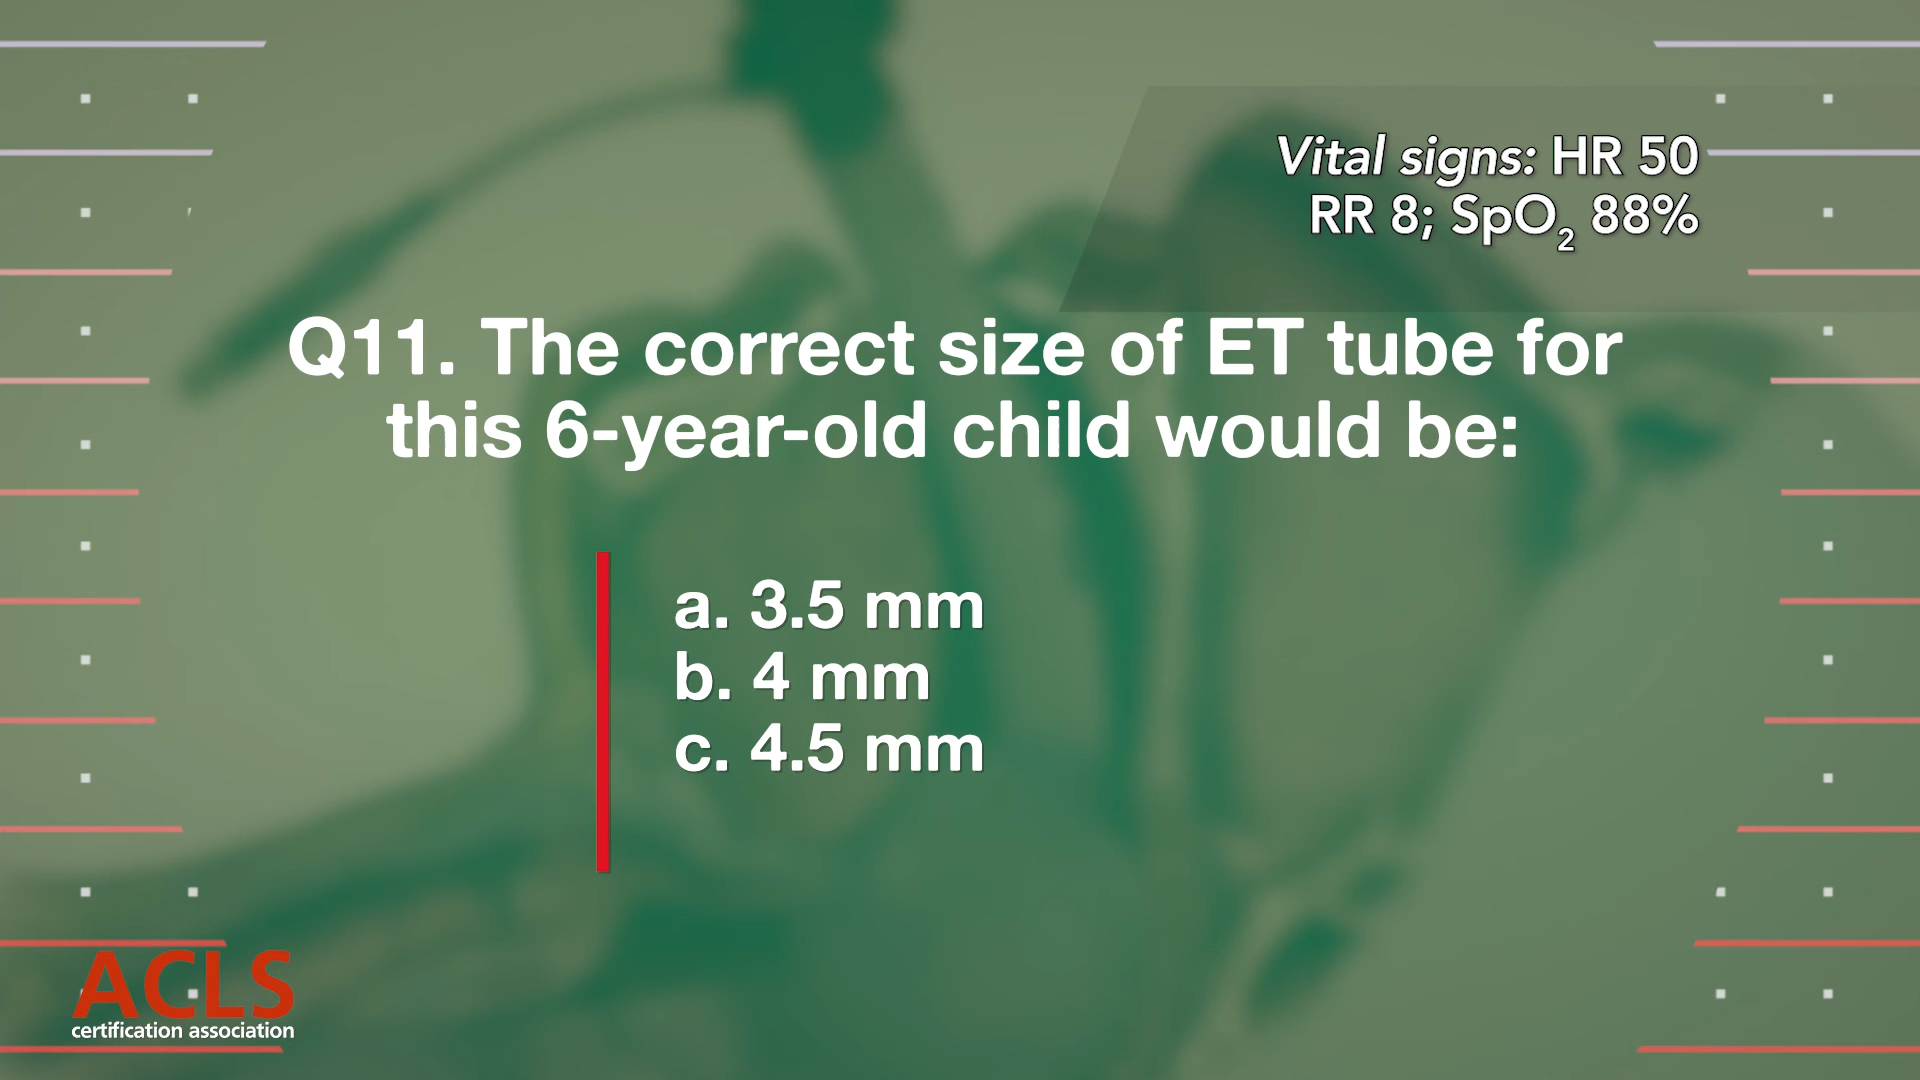 Vital signs: HR 50
RR 8; SpO₂ 88%
Q11. The correct size of ET tube for
this 6-year-old child would be:
a. 3.5 mm
b. 4 mm
c. 4.5 mm
ACLS
certification association